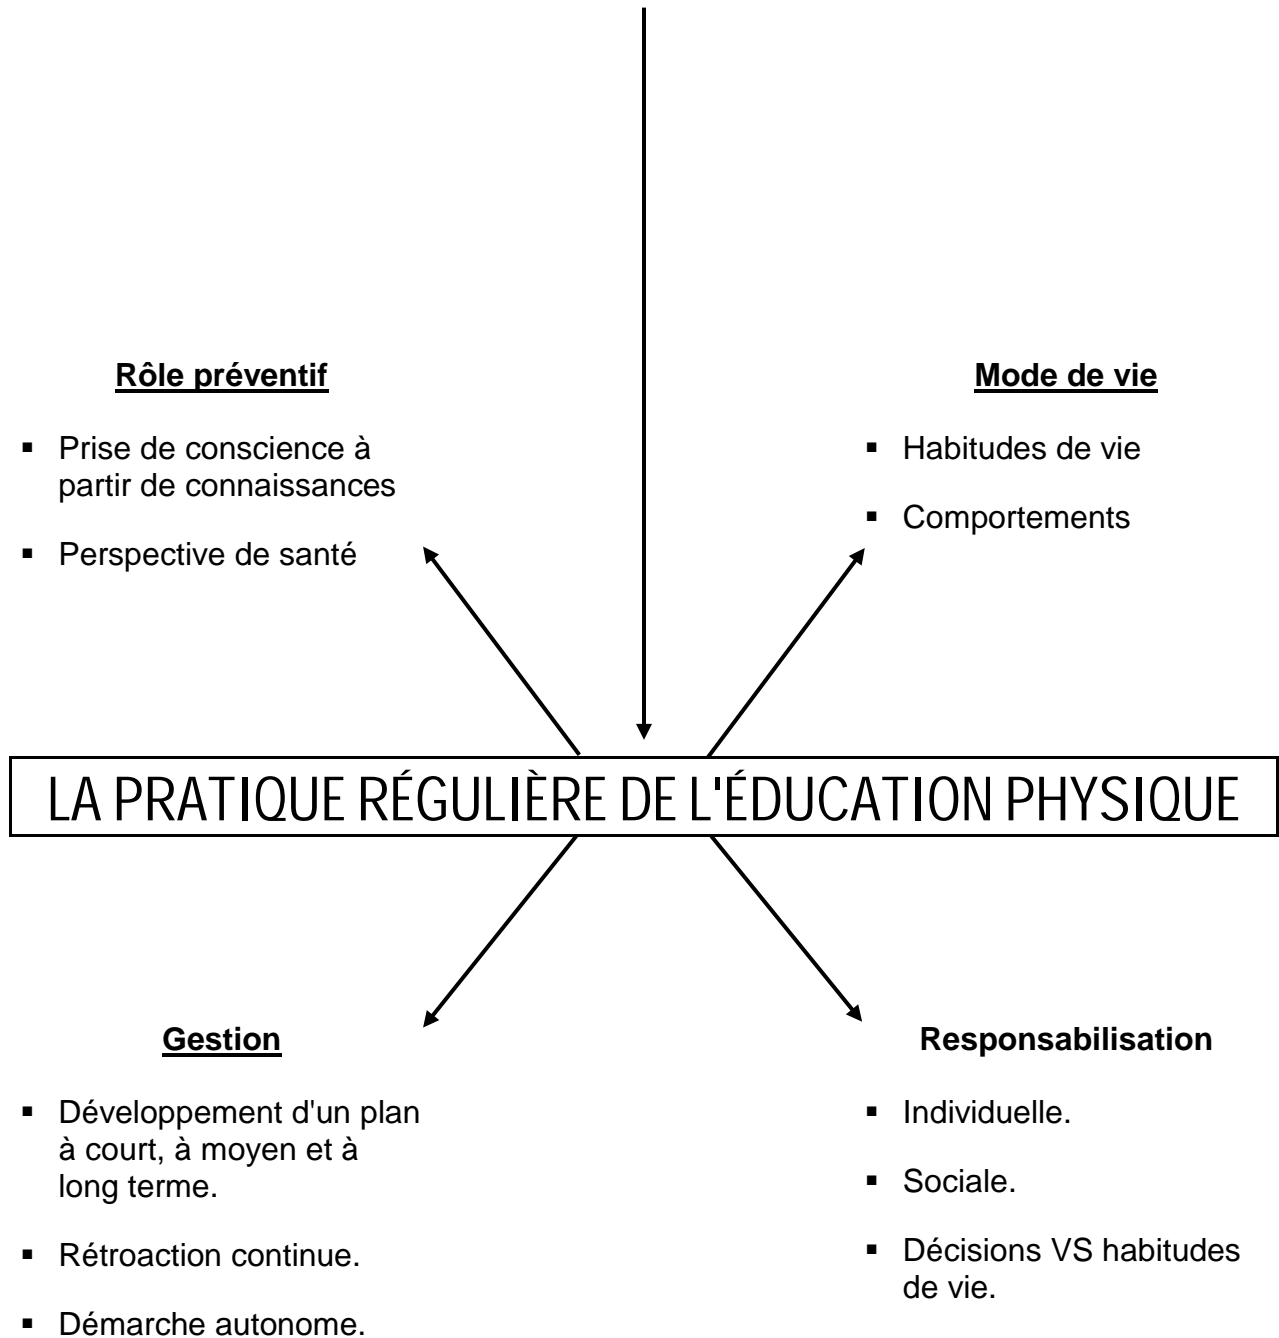 Rôle préventif
▪ Prise de conscience à
partir de connaissances
▪ Perspective de santé
Mode de vie
▪ Habitudes de vie
▪ Comportements
LA PRATIQUE RÉGULIÈRE DE L'ÉDUCATION PHYSIQUE
Gestion
▪ Développement d'un plan
à court, à moyen et à
long terme.
▪ Rétroaction continue.
▪ Démarche autonome.
Responsabilisation
▪ Individuelle.
▪ Sociale.
▪ Décisions VS habitudes
de vie.